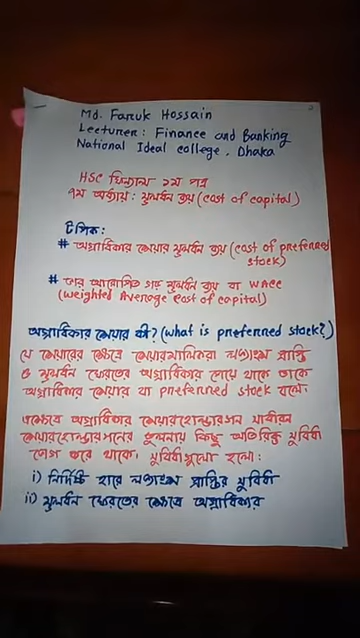 Md. Faruk Hossain
Lecturer: Finance and Banking
National Ideal college, Dhaka
HSC ফিন্যান্স ১ম পত্র
৭ম অধ্যায়: মূলধন ব্যয় (cost of capital)
টপিক:
# অগ্রাধিকার শেয়ার মূলধন ব্যয় (cost of preferred
stock)
# ভার আরোপিত গড় মূলধন ব্যয় বা WACC
(Weighted Average cost of capital)
অগ্রাধিকার শেয়ার কী? (what is preferred stock?)
যে শেয়ারের ক্ষেত্রে শেয়ারমালিকরা লভ্যাংশ প্রাপ্তি
ও মূলধন ফেরতের অগ্রাধিকার পেয়ে থাকে তাকে
অগ্রাধিকার শেয়ার বা preferred stock বলে।
এক্ষেত্রে অগ্রাধিকার শেয়ারহোল্ডারগন সাধারন
শেয়ারহোল্ডারগনের তুলনায় কিছু অতিরিক্ত সুবিধা
ভোগ করে থাকে। সুবিধাগুলো হলো:
i) নির্দিষ্ট হারে লভ্যাংশ প্রাপ্তির সুবিধা
ii) মূলধন ফেরতের ক্ষেত্রে অগ্রাধিকার